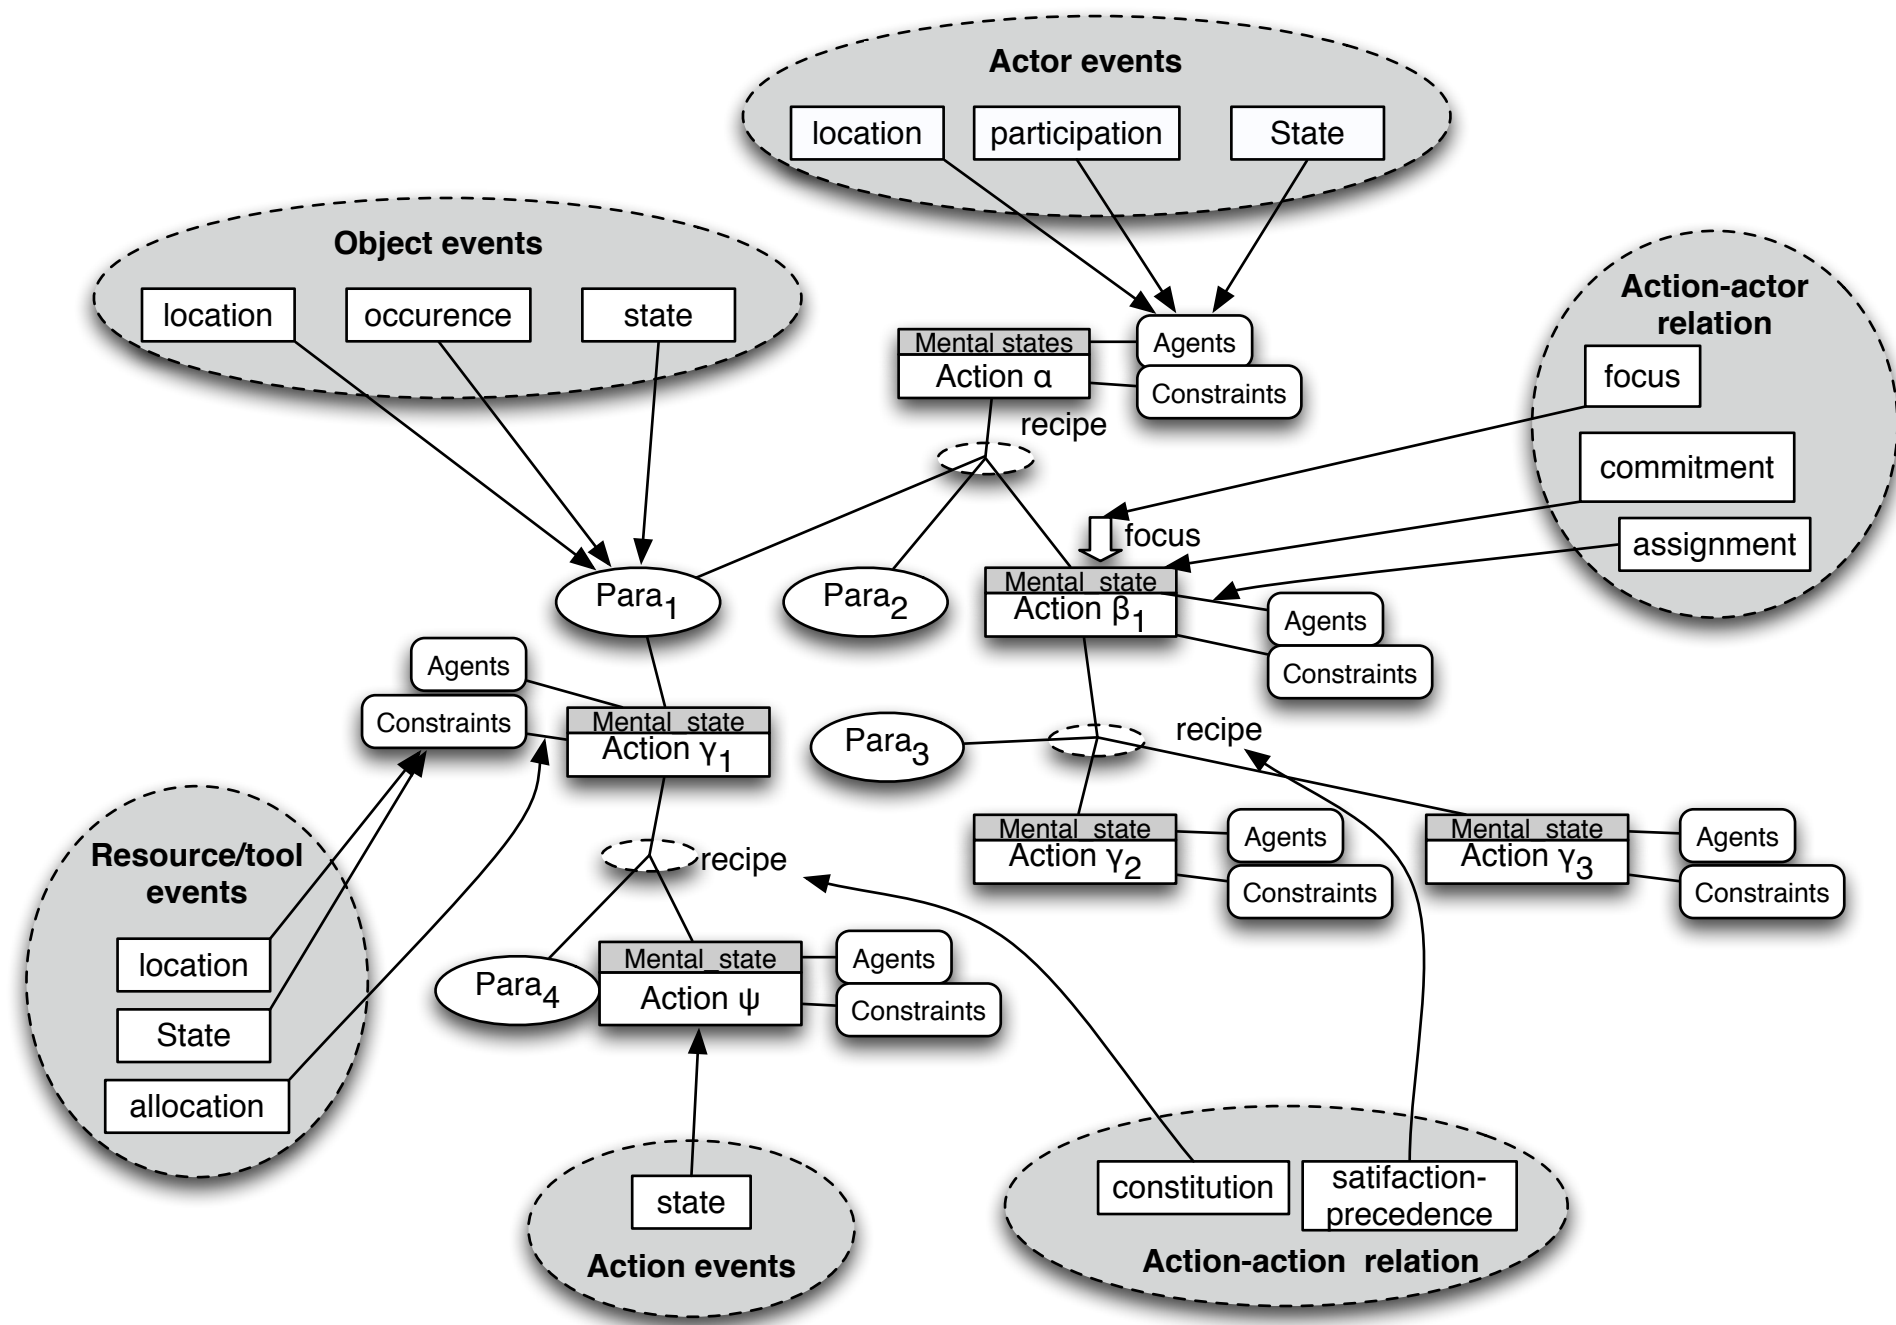 Actor events
location
participation
State
Object events
location
occurence
state
Action-actor
relation
focus
commitment
assignment
Mental states
Action α
Agents
Constraints
recipe
focus
Para1
Para2
Mental_state
Action β1
Agents
Constraints
Agents
Constraints
Mental_state
Action γ1
Para3
recipe
Mental_state
Action γ2
Agents
Constraints
Mental_state
Action γ3
Agents
Constraints
Resource/tool
events
location
State
allocation
recipe
Para4
Mental_state
Action ψ
Agents
Constraints
state
Action events
constitution
satifaction-
precedence
Action-action relation